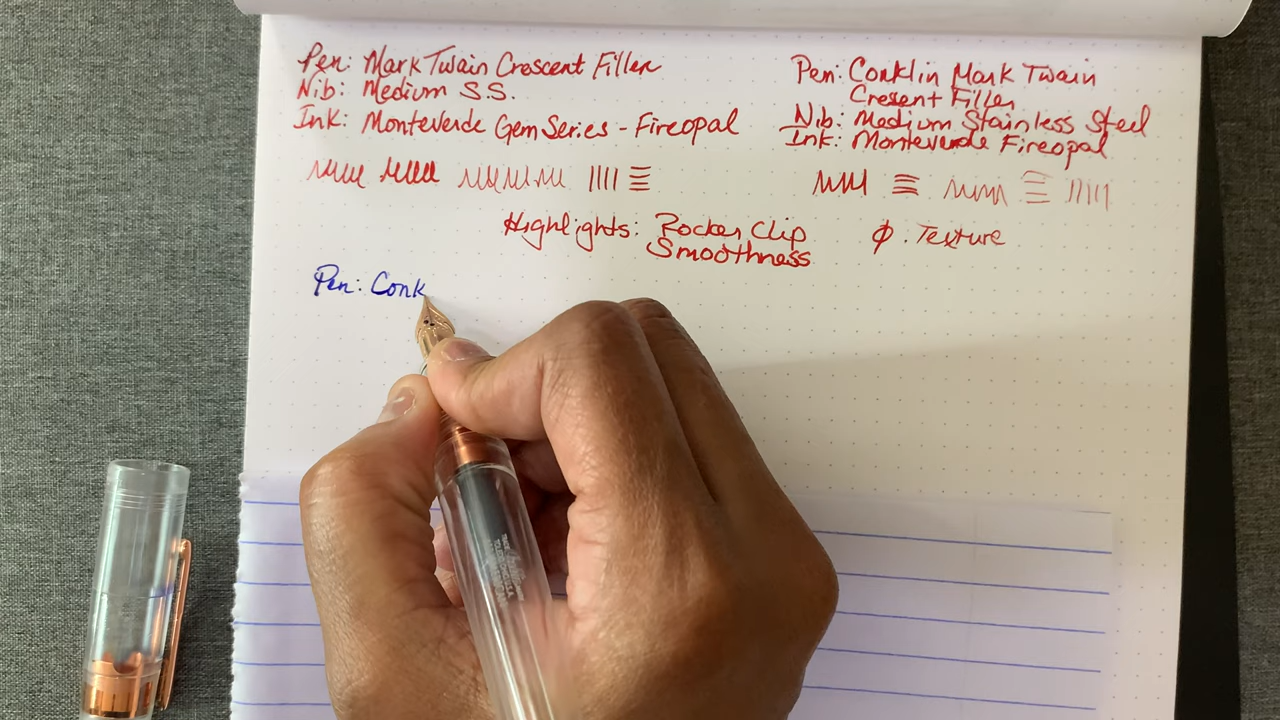 Pen: Mark Twain Crescent Filler
Nib: Medium S.S.
Ink: Monteverde Gem Series - Fireopal
Pen: Conklin Mark Twain
Cresent Filler
Nib: Medium Stainless Steel
Ink: Monteverde Fireopal
Highlights: Rocker Clip
Smoothness
φ. Texture
Pen: Conk